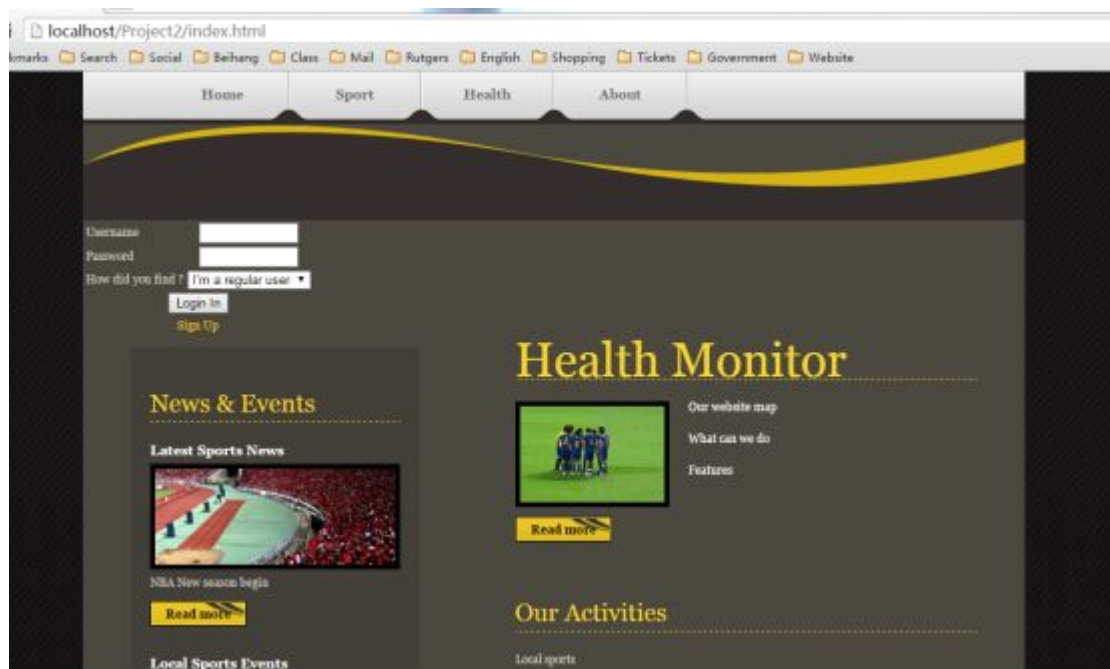 localhost/Project2/index.html
Search Social Beihang Class Mail Rutgers English Shopping Tickets Government Website
Home Sport Health About
Username
Password
How did you find ? I'm a regular user
Login In
Sign Up
Health Monitor
Our website map
What can we do
Features
Read more
News & Events
Latest Sports News
NBA New season begin
Read more
Local Sports Events
Our Activities
Local sports